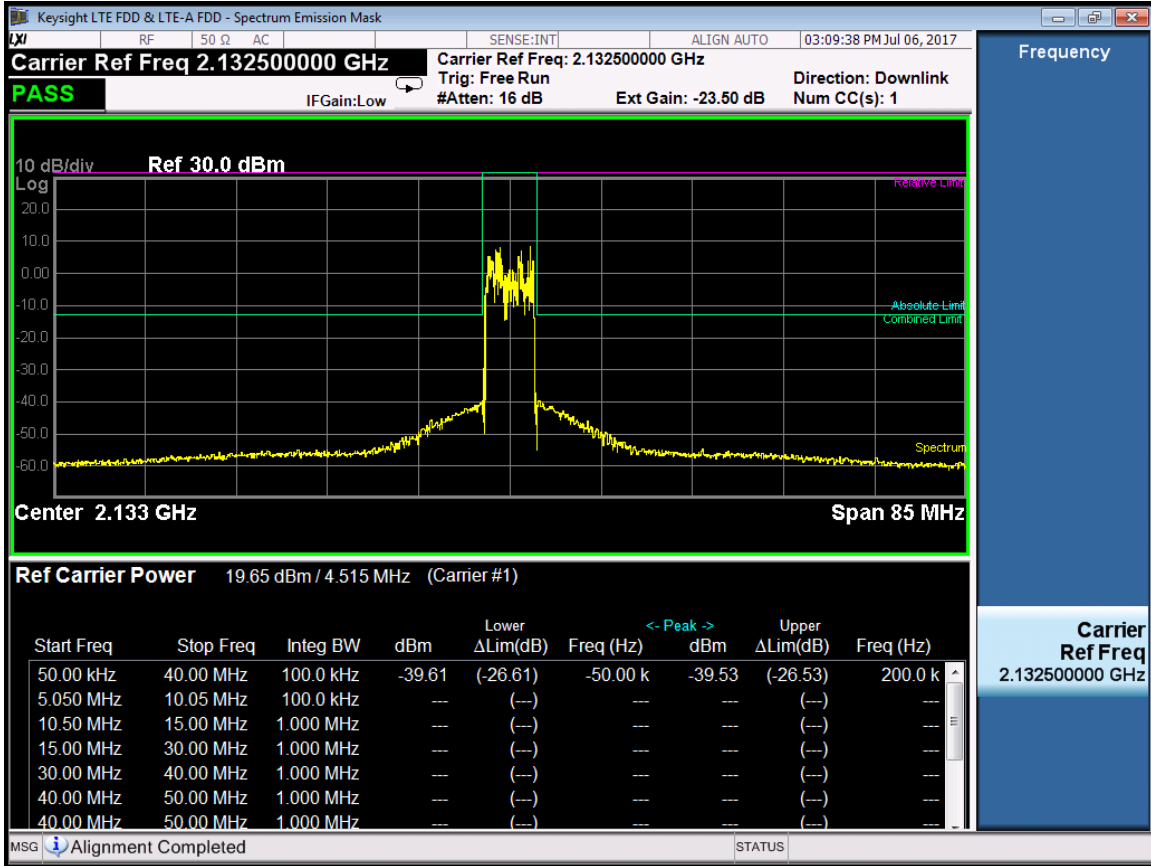 Keysight LTE FDD & LTE-A FDD - Spectrum Emission Mask
LXI RF 50 Ω AC SENSE:INT ALIGN AUTO 03:09:38 PM Jul 06, 2017
Carrier Ref Freq 2.132500000 GHz
Carrier Ref Freq: 2.132500000 GHz
Trig: Free Run Direction: Downlink
PASS IFGain:Low #Atten: 16 dB Ext Gain: -23.50 dB Num CC(s): 1
Frequency
10 dB/div Ref 30.0 dBm
Log
Relative Limit
20.0
10.0
0.00
-10.0
Absolute Limit
Combined Limit
-20.0
-30.0
-40.0
-50.0
Spectrum
-60.0
Center 2.133 GHz Span 85 MHz
Ref Carrier Power 19.65 dBm / 4.515 MHz (Carrier #1)
Lower <- Peak -> Upper
Start Freq Stop Freq Integ BW dBm ΔLim(dB) Freq (Hz) dBm ΔLim(dB) Freq (Hz)
50.00 kHz 40.00 MHz 100.0 kHz -39.61 (-26.61) -50.00 k -39.53 (-26.53) 200.0 k
5.050 MHz 10.05 MHz 100.0 kHz --- (---) --- --- (---) ---
10.50 MHz 15.00 MHz 1.000 MHz --- (---) --- --- (---) ---
15.00 MHz 30.00 MHz 1.000 MHz --- (---) --- --- (---) ---
30.00 MHz 40.00 MHz 1.000 MHz --- (---) --- --- (---) ---
40.00 MHz 50.00 MHz 1.000 MHz --- (---) --- --- (---) ---
40.00 MHz 50.00 MHz 1.000 MHz --- (---) --- --- (---) ---
Carrier
Ref Freq
2.132500000 GHz
MSG Alignment Completed STATUS